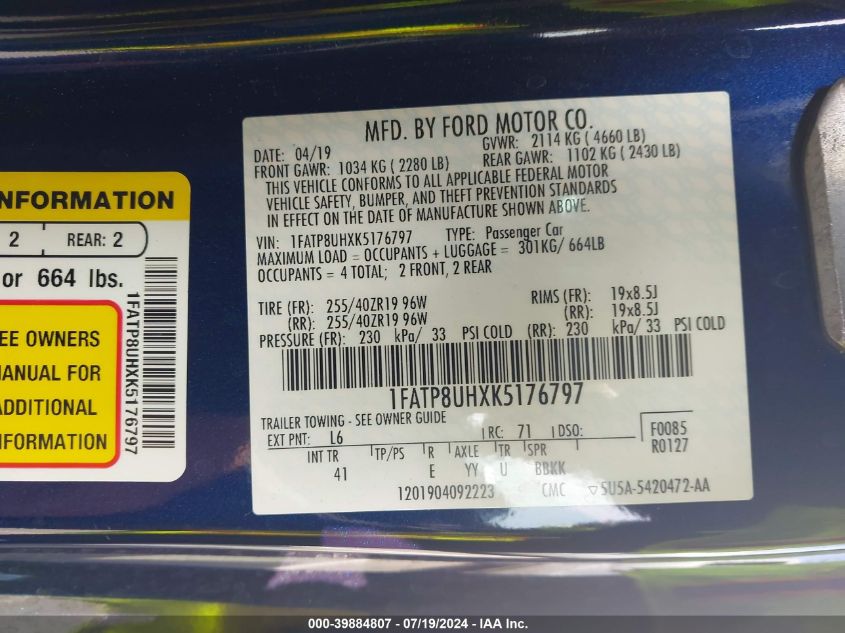 NFORMATION
2 REAR: 2
or 664 lbs.
EE OWNERS
MANUAL FOR
ADDITIONAL
NFORMATION
1FATP8UHXK5176797
MFD. BY FORD MOTOR CO.
DATE: 04/19 GVWR: 2114 KG ( 4660 LB)
FRONT GAWR: 1034 KG ( 2280 LB) REAR GAWR: 1102 KG ( 2430 LB)
THIS VEHICLE CONFORMS TO ALL APPLICABLE FEDERAL MOTOR
VEHICLE SAFETY, BUMPER, AND THEFT PREVENTION STANDARDS
IN EFFECT ON THE DATE OF MANUFACTURE SHOWN ABOVE.
VIN: 1FATP8UHXK5176797 TYPE: Passenger Car
MAXIMUM LOAD = OCCUPANTS + LUGGAGE = 301KG/ 664LB
OCCUPANTS = 4 TOTAL; 2 FRONT, 2 REAR
TIRE (FR): 255/40ZR19 96W RIMS (FR): 19x8.5J
(RR): 255/40ZR19 96W (RR): 19x8.5J
PRESSURE (FR): 230 kPa/ 33 PSI COLD (RR): 230 kPa/ 33 PSI COLD
1FATP8UHXK5176797
TRAILER TOWING - SEE OWNER GUIDE
EXT PNT: L6 RC: 71 DSO: F0085
INT TR TP/PS R AXLE TR SPR R0127
41 E YY U BBKK
1201904092223 CMC ▽5U5A-5420472-AA
000-39884807 / 07/19/2024 - IAA Inc.